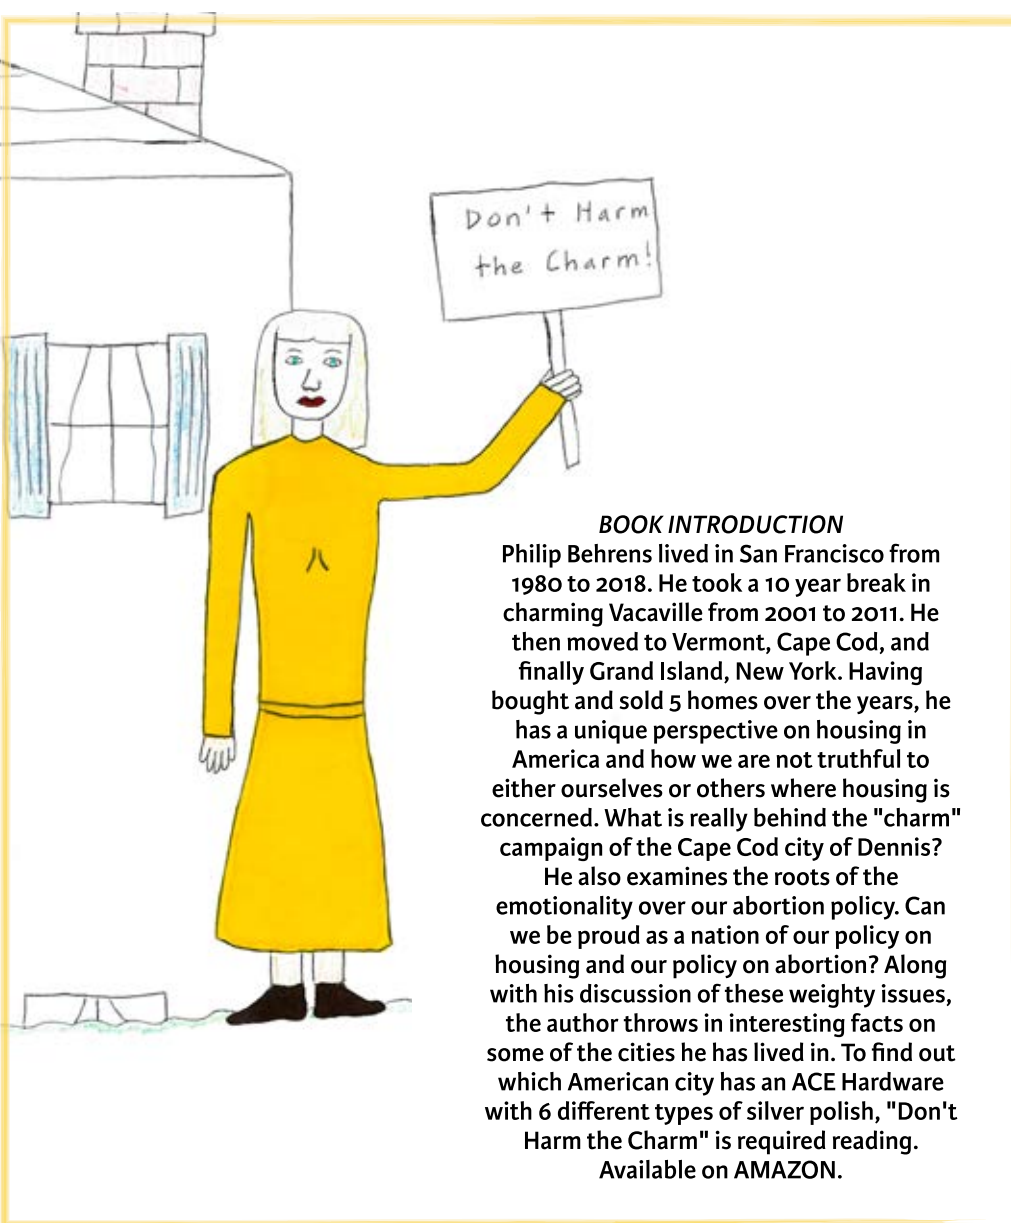 Don't Harm
the Charm!
BOOK INTRODUCTION
Philip Behrens lived in San Francisco from
1980 to 2018. He took a 10 year break in
charming Vacaville from 2001 to 2011. He
then moved to Vermont, Cape Cod, and
finally Grand Island, New York. Having
bought and sold 5 homes over the years, he
has a unique perspective on housing in
America and how we are not truthful to
either ourselves or others where housing is
concerned. What is really behind the "charm"
campaign of the Cape Cod city of Dennis?
He also examines the roots of the
emotionality over our abortion policy. Can
we be proud as a nation of our policy on
housing and our policy on abortion? Along
with his discussion of these weighty issues,
the author throws in interesting facts on
some of the cities he has lived in. To find out
which American city has an ACE Hardware
with 6 different types of silver polish, "Don't
Harm the Charm" is required reading.
Available on AMAZON.